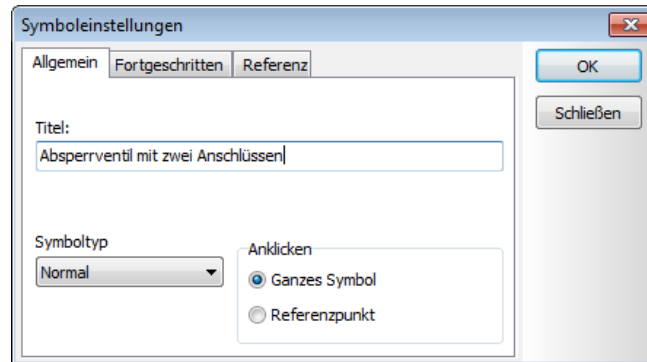 Symboleinstellungen
Allgemein Fortgeschritten Referenz
OK
Schließen
Titel:
Absperrventil mit zwei Anschlüssen
Symboltyp
Normal
Anklicken
Ganzes Symbol
Referenzpunkt